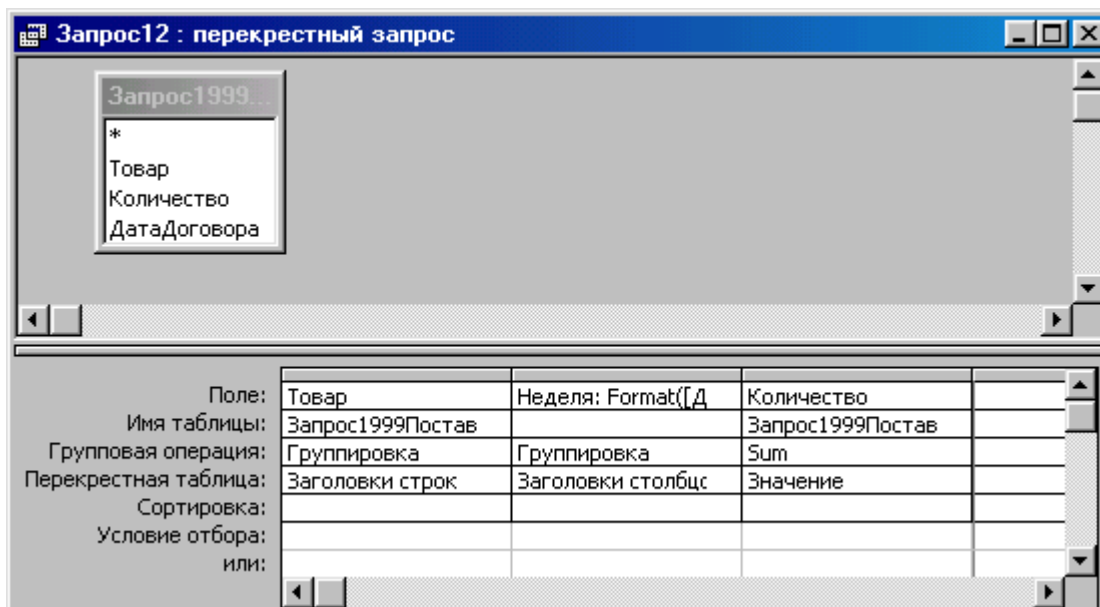 Запрос12 : перекрестный запрос
Запрос1999...
*
Товар
Количество
ДатаДоговора
Поле: Товар Неделя: Format([Д Количество
Имя таблицы: Запрос1999Постав Запрос1999Постав
Групповая операция: Группировка Группировка Sum
Перекрестная таблица: Заголовки строк Заголовки столбцо Значение
Сортировка:
Условие отбора:
или: